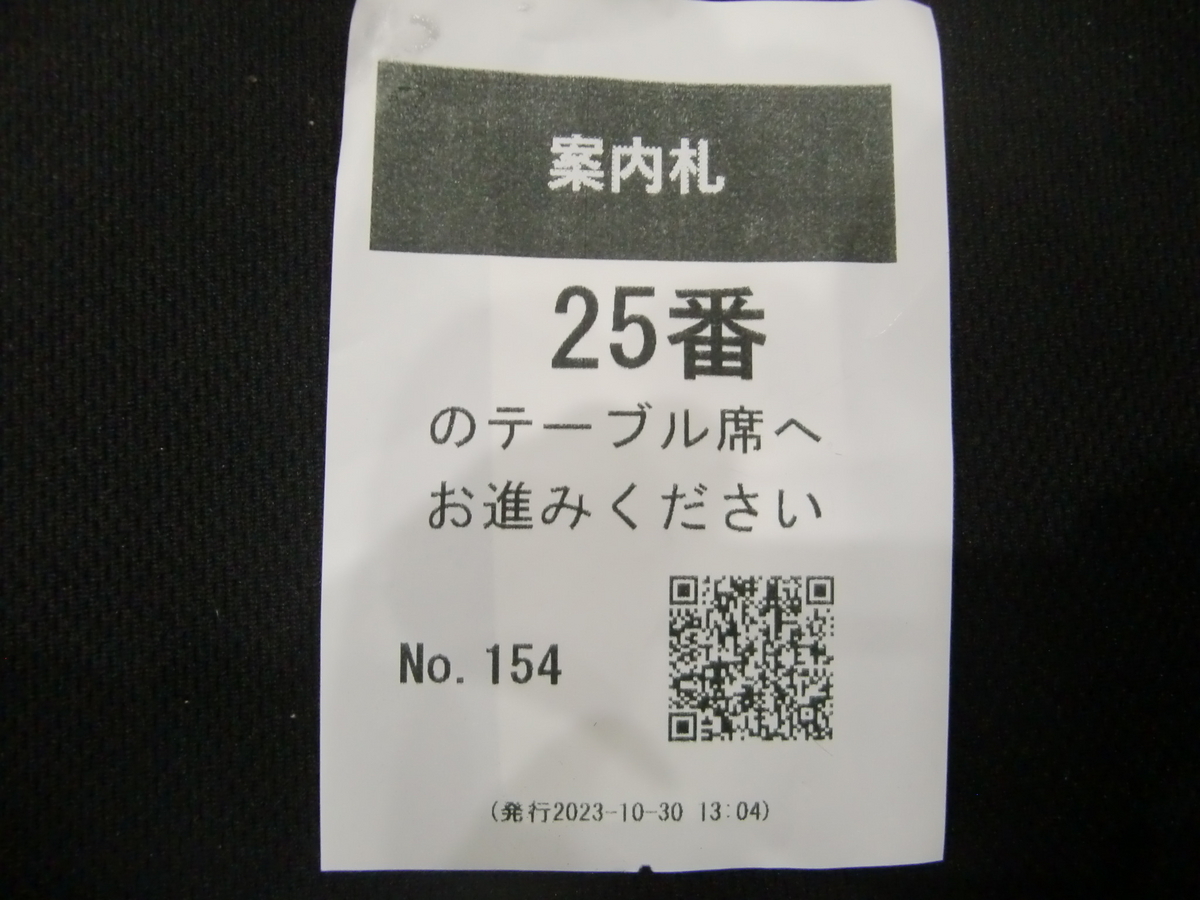 案内札
25番
のテーブル席へ
お進みください
No. 154
(発行2023-10-30 13:04)